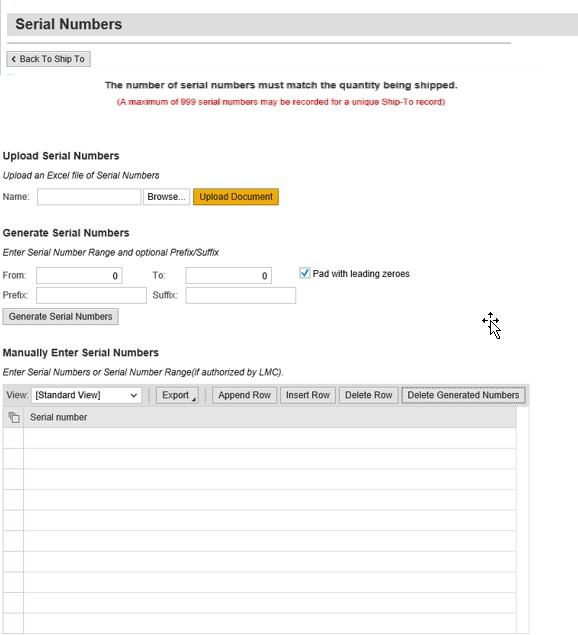 Serial Numbers
Back To Ship To
The number of serial numbers must match the quantity being shipped.
(A maximum of 999 serial numbers may be recorded for a unique Ship-To record)
Upload Serial Numbers
Upload an Excel file of Serial Numbers
Name: Browse... Upload Document
Generate Serial Numbers
Enter Serial Number Range and optional Prefix/Suffix
From: 0 To: 0 Pad with leading zeroes
Prefix: Suffix:
Generate Serial Numbers
Manually Enter Serial Numbers
Enter Serial Numbers or Serial Number Range(if authorized by LMC).
View: [Standard View] Export Append Row Insert Row Delete Row Delete Generated Numbers
Serial number